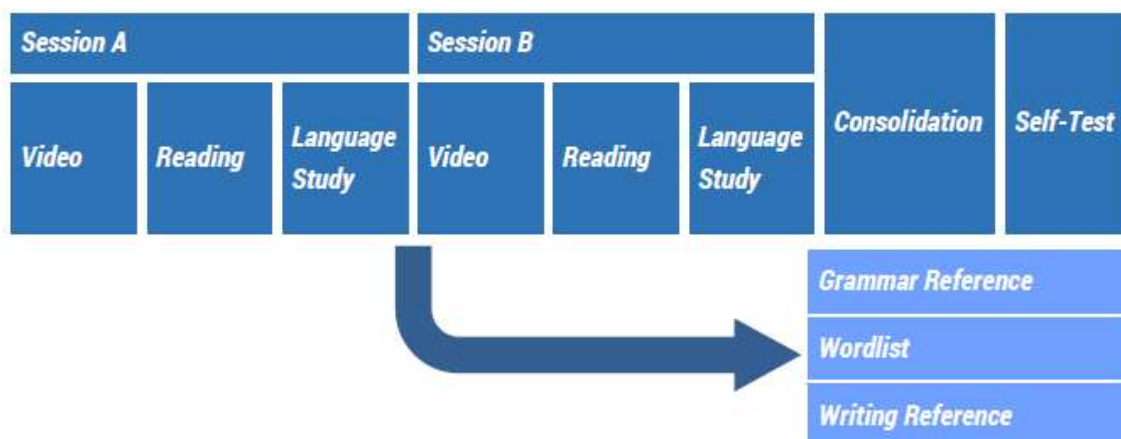 Session A
Session B
Consolidation
Self-Test
Video
Reading
Language
Study
Video
Reading
Language
Study
Grammar Reference
Wordlist
Writing Reference